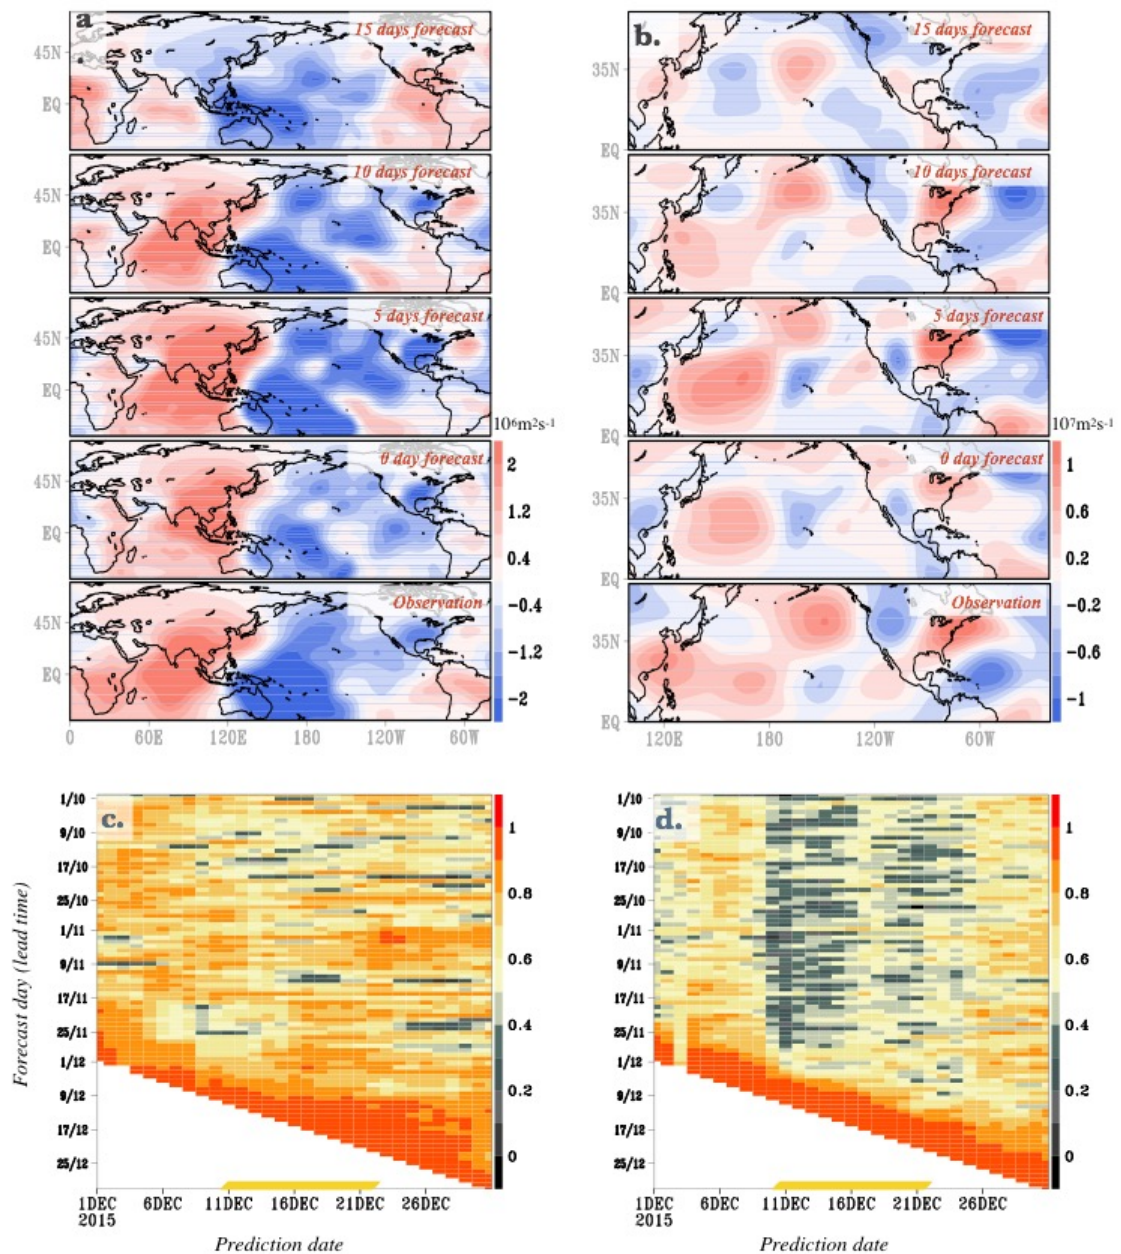 a
15 days forecast
45N
EQ
10 days forecast
45N
EQ
5 days forecast
45N
EQ
10⁶m²s⁻¹
0 day forecast
45N
EQ
2
1.2
0.4
Observation
45N
EQ
−0.4
−1.2
−2
0 60E 120E 180 120W 60W
b.
15 days forecast
35N
EQ
10 days forecast
35N
EQ
5 days forecast
35N
EQ
10⁷m²s⁻¹
0 day forecast
35N
EQ
1
0.6
0.2
Observation
35N
EQ
−0.2
−0.6
−1
120E 180 120W 60W
c.
Forecast day (lead time)
1/10
9/10
17/10
25/10
1/11
9/11
17/11
25/11
1/12
9/12
17/12
25/12
1
0.8
0.6
0.4
0.2
0
1DEC 6DEC 11DEC 16DEC 21DEC 26DEC
2015
Prediction date
d.
1/10
9/10
17/10
25/10
1/11
9/11
17/11
25/11
1/12
9/12
17/12
25/12
1
0.8
0.6
0.4
0.2
0
1DEC 6DEC 11DEC 16DEC 21DEC 26DEC
2015
Prediction date